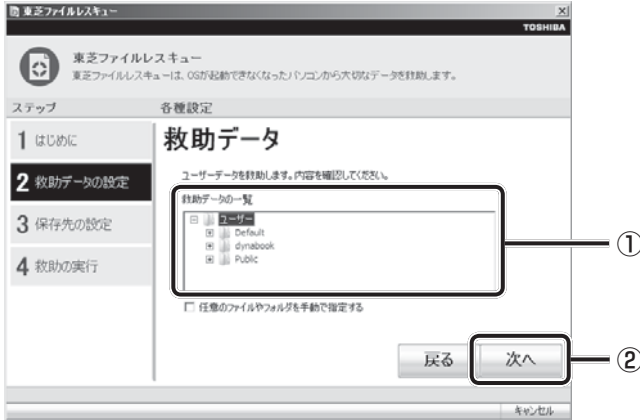 東芝ファイルレスキュー
TOSHIBA
東芝ファイルレスキュー
東芝ファイルレスキューは、OSが起動できなくなったパソコンから大切なデータを救助します。
ステップ
各種設定
1 はじめに
2 救助データの設定
3 保存先の設定
4 救助の実行
救助データ
ユーザーデータを救助します。内容を確認してください。
救助データの一覧
ユーザー
Default
dynabook
Public
①
任意のファイルやフォルダを手動で指定する
戻る
次へ
②
キャンセル